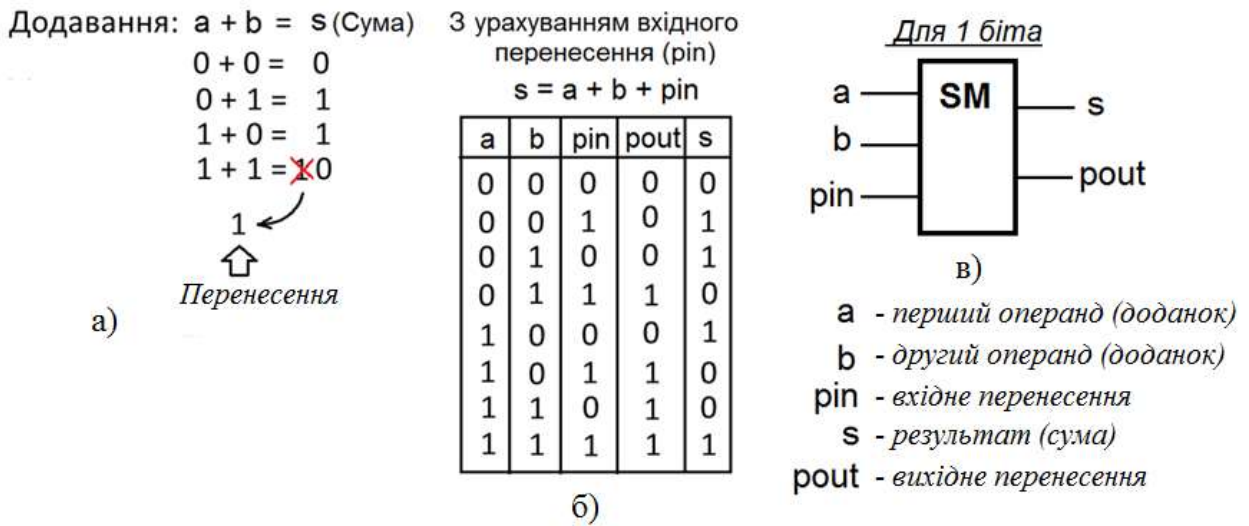 Додавання: a + b = s (Сума)
0 + 0 = 0
0 + 1 = 1
1 + 0 = 1
1 + 1 = 10
1
Перенесення
а)
З урахуванням вхідного
перенесення (pin)
s = a + b + pin
a b pin pout s
0 0 0 0 0
0 0 1 0 1
0 1 0 0 1
0 1 1 1 0
1 0 0 0 1
1 0 1 1 0
1 1 0 1 0
1 1 1 1 1
б)
Для 1 біта
a SM s
b
pin pout
в)
a - перший операнд (доданок)
b - другий операнд (доданок)
pin - вхідне перенесення
s - результат (сума)
pout - вихідне перенесення